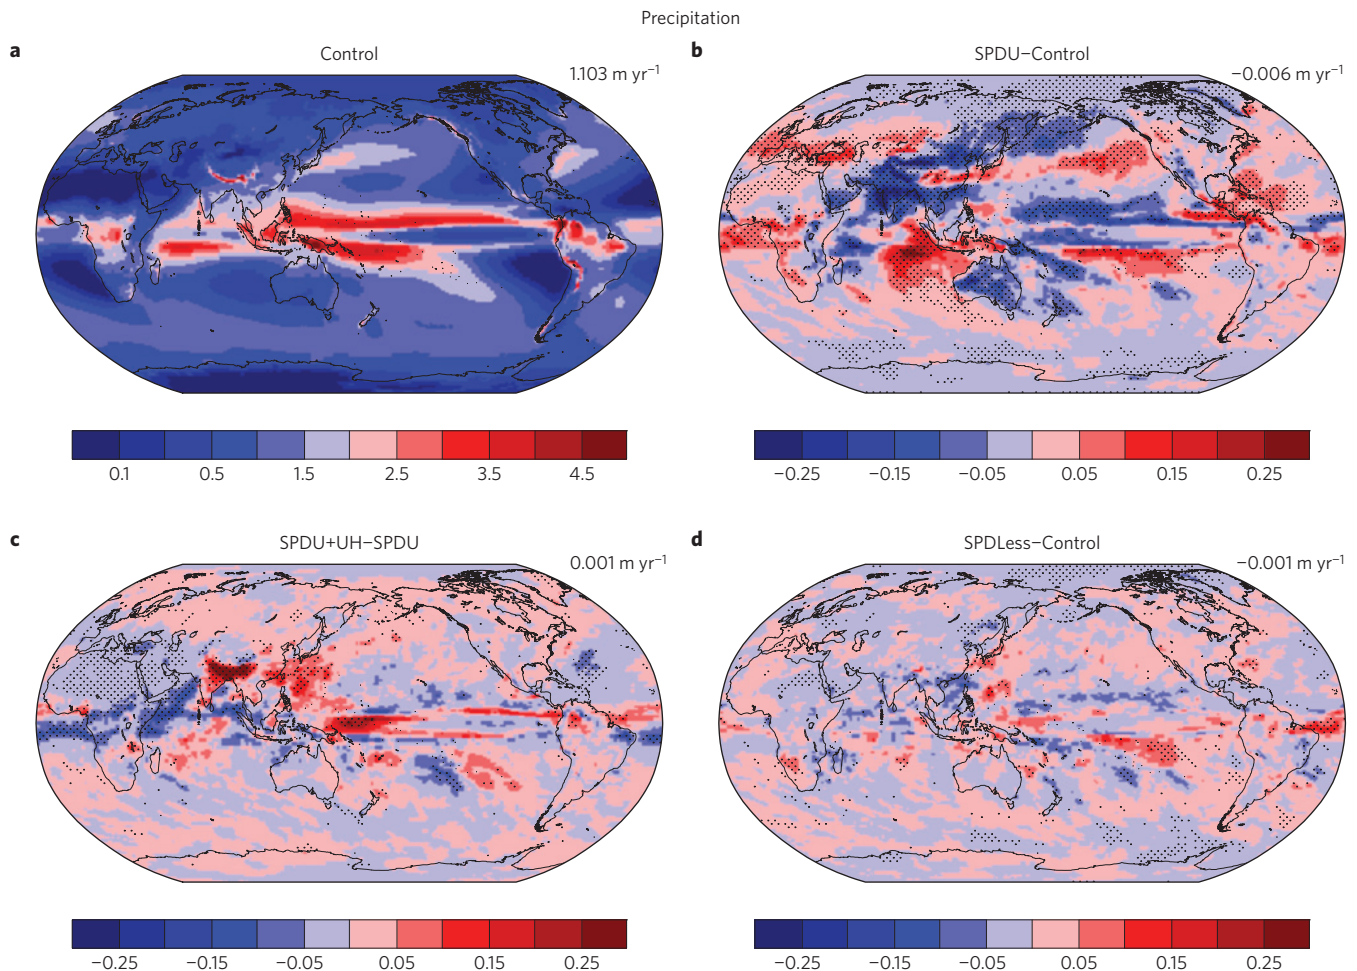 Precipitation
a
Control
1.103 m yr⁻¹
0.1 0.5 1.5 2.5 3.5 4.5
b
SPDU−Control
−0.006 m yr⁻¹
−0.25 −0.15 −0.05 0.05 0.15 0.25
c
SPDU+UH−SPDU
0.001 m yr⁻¹
−0.25 −0.15 −0.05 0.05 0.15 0.25
d
SPDLess−Control
−0.001 m yr⁻¹
−0.25 −0.15 −0.05 0.05 0.15 0.25